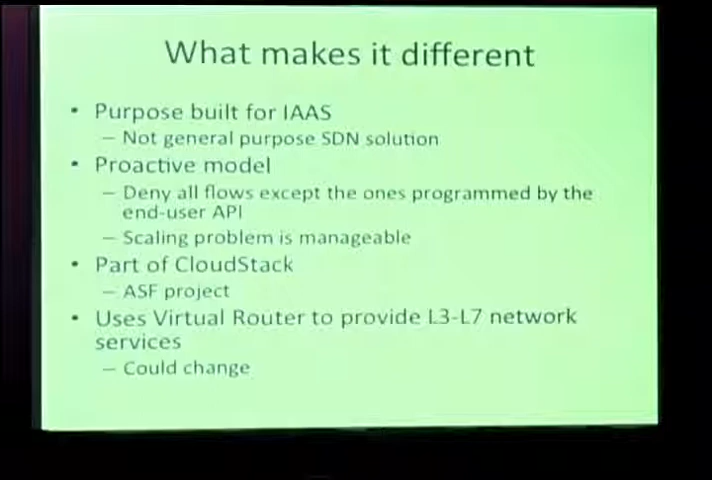 What makes it different
• Purpose built for IAAS
– Not general purpose SDN solution
• Proactive model
– Deny all flows except the ones programmed by the
end-user API
– Scaling problem is manageable
• Part of CloudStack
– ASF project
• Uses Virtual Router to provide L3-L7 network
services
– Could change